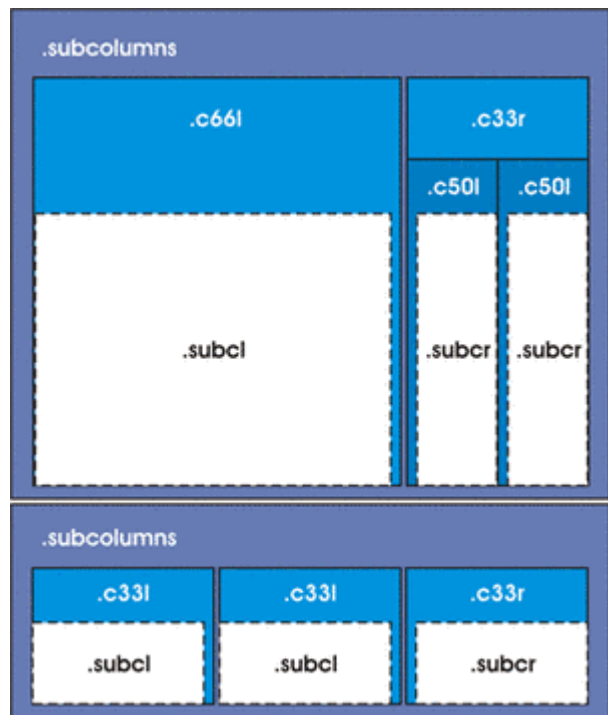 .subcolumns
.c66l .c33r
.c50l .c50l
.subcl .subcr .subcr
.subcolumns
.c33l .c33l .c33r
.subcl .subcl .subcr